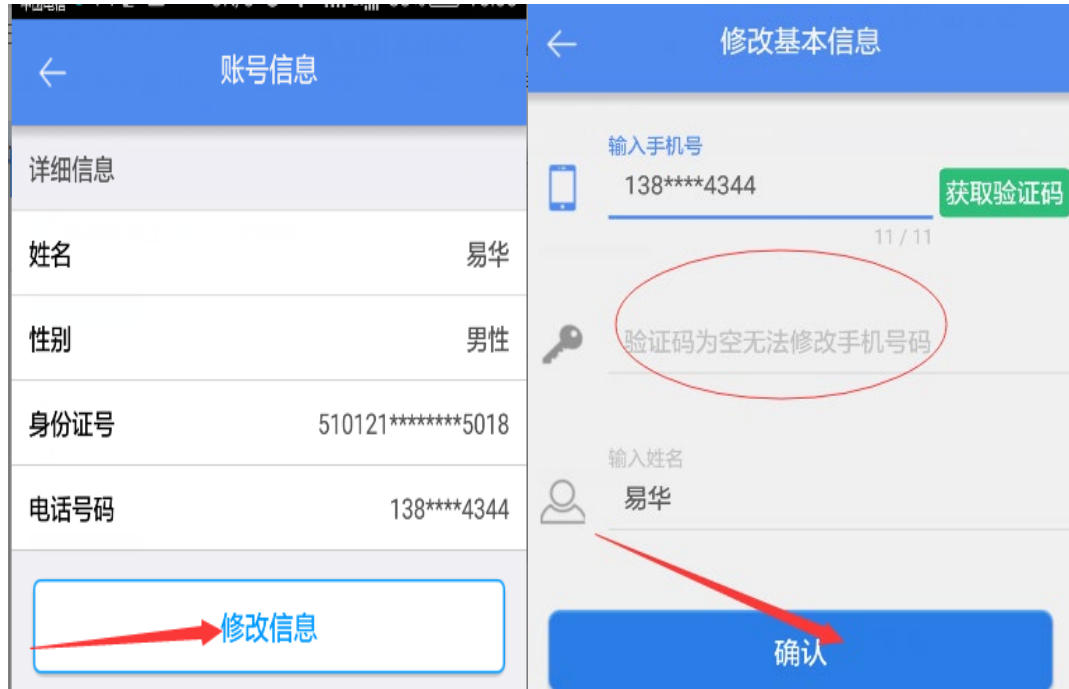 账号信息
详细信息
姓名 易华
性别 男性
身份证号 510121********5018
电话号码 138****4344
修改信息
修改基本信息
输入手机号
138****4344
获取验证码
11 / 11
验证码为空无法修改手机号码
输入姓名
易华
确认